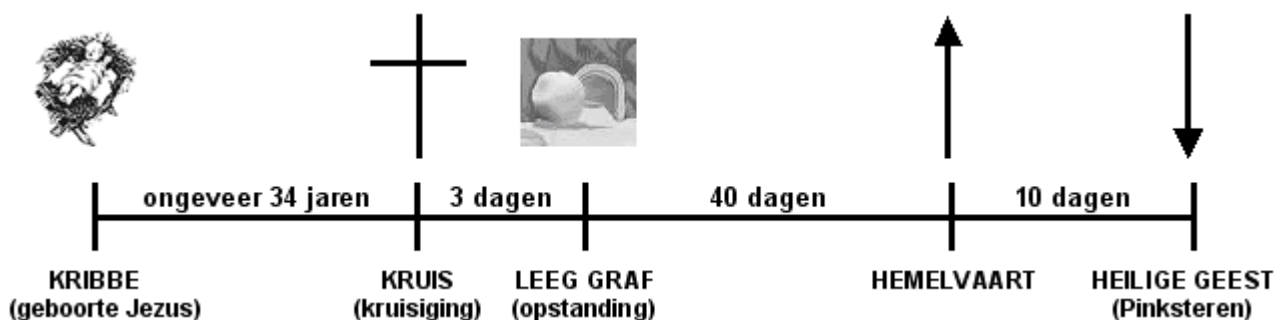 ongeveer 34 jaren 3 dagen 40 dagen 10 dagen
KRIBBE KRUIS LEEG GRAF HEMELVAART HEILIGE GEEST
(geboorte Jezus) (kruisiging) (opstanding) (Pinksteren)